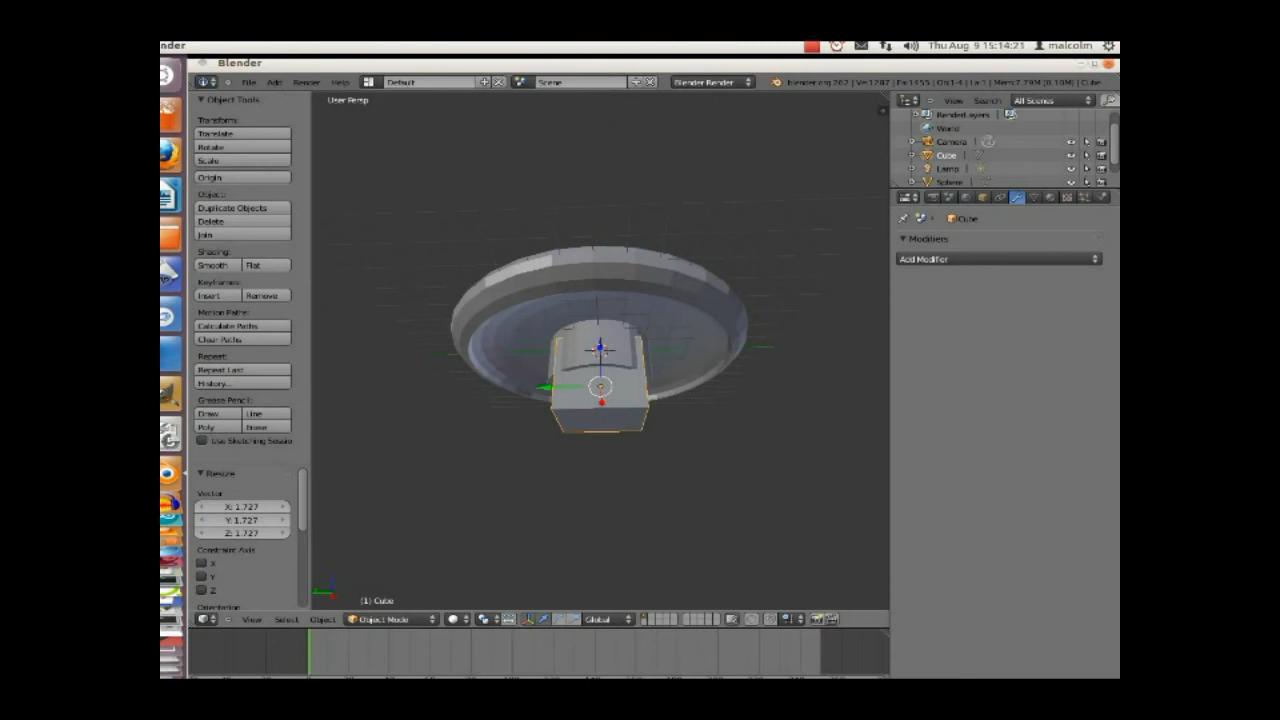 nder
Thu Aug 9 15:14:21 malcolm
Blender
File Add Render Help Default Scene Blender Render
User Persp
Object Tools
Transform:
Translate
Rotate
Scale
Origin
Object:
Duplicate Objects
Delete
Join
Shading:
Smooth Flat
Keyframes:
Insert Remove
Motion Paths:
Calculate Paths
Clear Paths
Repeat:
Repeat Last
History...
Grease Pencil:
Draw Line
Poly Erase
Use Sketching Sessio
Resize
Vector
X: 1.727
Y: 1.727
Z: 1.727
Constraint Axis
X
Y
Z
Orientation
(1) Cube
View Select Object Object Mode Global
View Search All Scenes
RenderLayers
World
Camera
Cube
Lamp
Sphere
Cube
Modifiers
Add Modifier